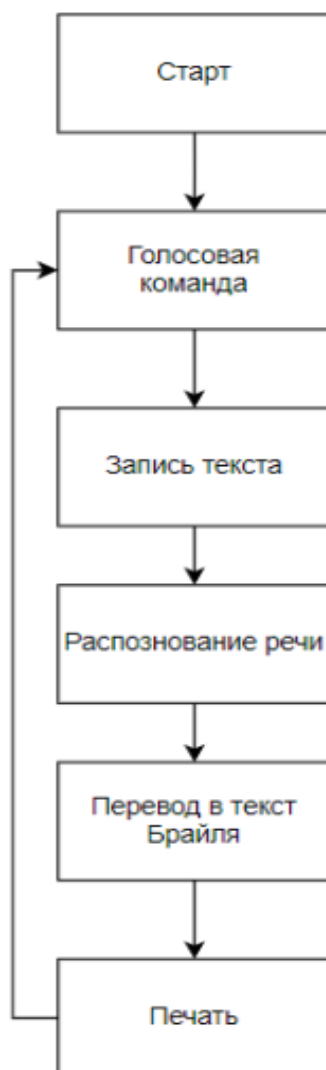 Старт
Голосовая
команда
Запись текста
Распознование речи
Перевод в текст
Брайля
Печать